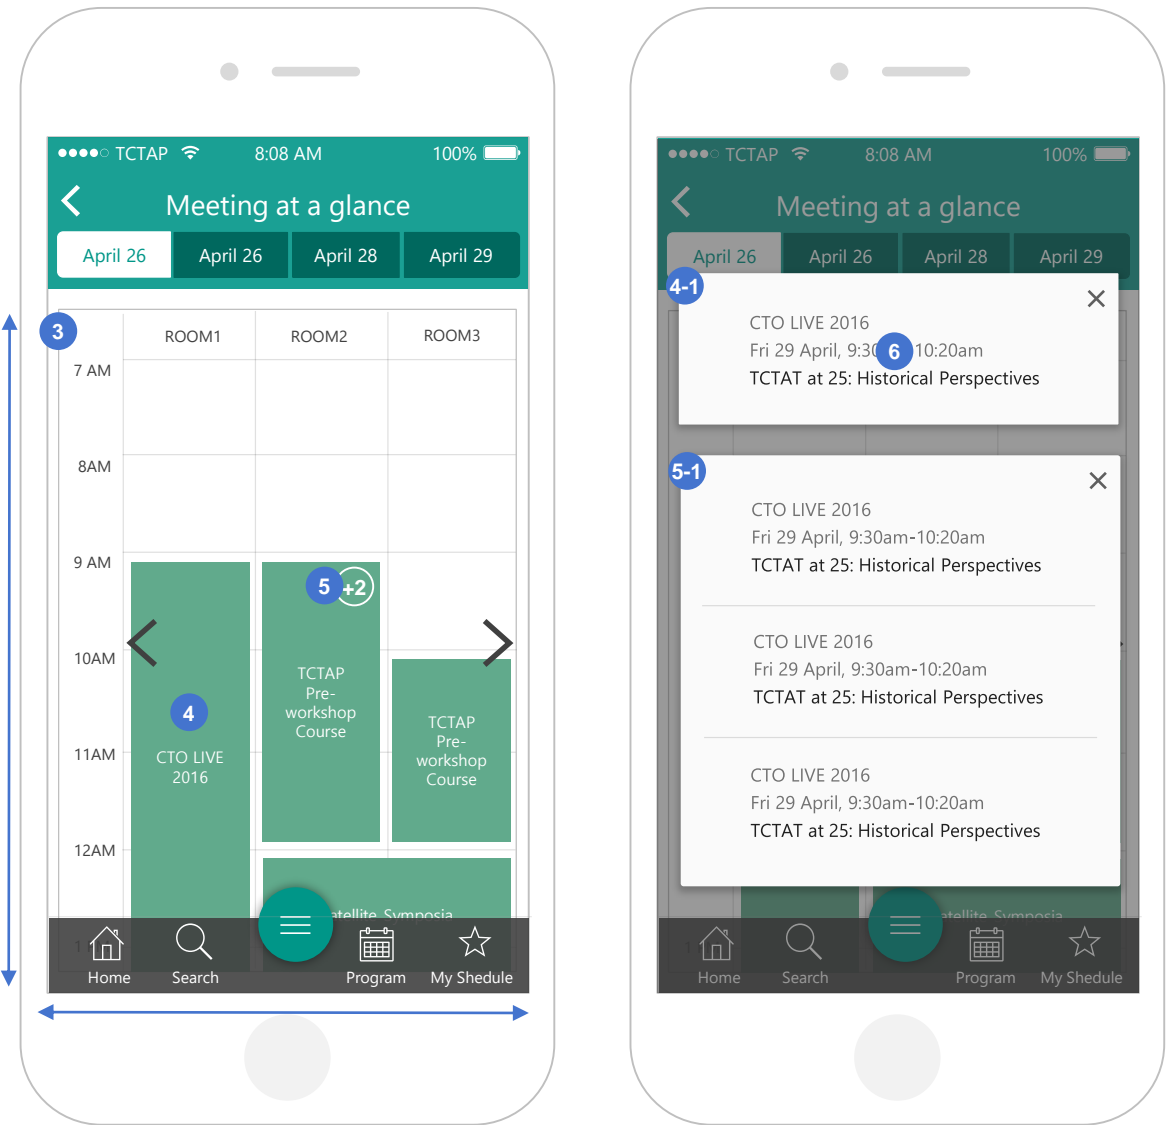 TCTAP 8:08 AM 100%
Meeting at a glance
April 26 April 26 April 28 April 29
3
ROOM1 ROOM2 ROOM3
7 AM
8AM
9 AM
5 +2
10AM
TCTAP
Pre-
workshop
Course
4
TCTAP
Pre-
workshop
Course
11AM
CTO LIVE
2016
12AM
atellite Symposia
1
Home Search Program My Shedule
TCTAP 8:08 AM 100%
Meeting at a glance
April 26 April 26 April 28 April 29
4-1
CTO LIVE 2016
Fri 29 April, 9:30 6 10:20am
TCTAT at 25: Historical Perspectives
5-1
CTO LIVE 2016
Fri 29 April, 9:30am-10:20am
TCTAT at 25: Historical Perspectives
CTO LIVE 2016
Fri 29 April, 9:30am-10:20am
TCTAT at 25: Historical Perspectives
CTO LIVE 2016
Fri 29 April, 9:30am-10:20am
TCTAT at 25: Historical Perspectives
atellite Symposia
1
Home Search Program My Shedule